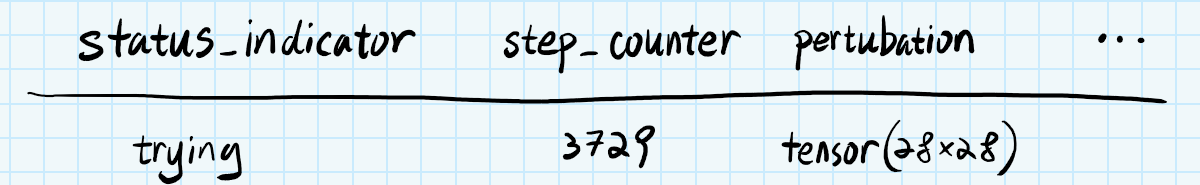 status_indicator step_counter pertubation ...
trying 3729 tensor(28×28)